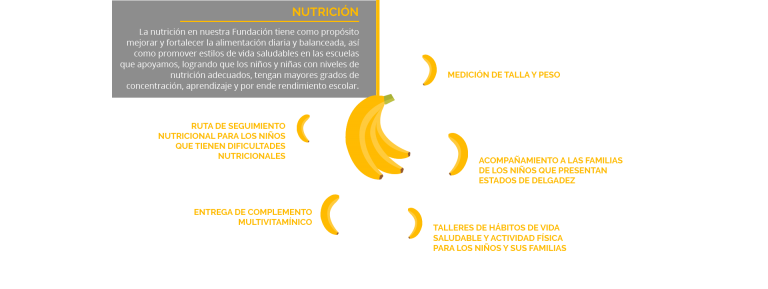 NUTRICIÓN
La nutrición en nuestra Fundación tiene como propósito
mejorar y fortalecer la alimentación diaria y balanceada, así
como promover estilos de vida saludables en las escuelas
que apoyamos, logrando que los niños y niñas con niveles de
nutrición adecuados, tengan mayores grados de
concentración, aprendizaje y por ende rendimiento escolar.
MEDICIÓN DE TALLA Y PESO
RUTA DE SEGUIMIENTO
NUTRICIONAL PARA LOS NIÑOS
QUE TIENEN DIFICULTADES
NUTRICIONALES
ACOMPAÑAMIENTO A LAS FAMILIAS
DE LOS NIÑOS QUE PRESENTAN
ESTADOS DE DELGADEZ
ENTREGA DE COMPLEMENTO
MULTIVITAMÍNICO
TALLERES DE HÁBITOS DE VIDA
SALUDABLE Y ACTIVIDAD FÍSICA
PARA LOS NIÑOS Y SUS FAMILIAS